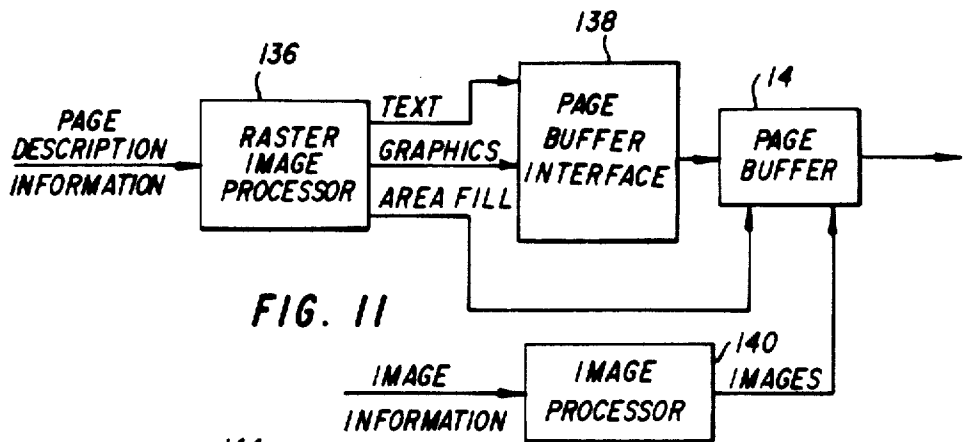 136
138
14
PAGE
DESCRIPTION
INFORMATION
RASTER
IMAGE
PROCESSOR
TEXT
GRAPHICS
AREA FILL
PAGE
BUFFER
INTERFACE
PAGE
BUFFER
FIG. 11
140
IMAGE
INFORMATION
IMAGE
PROCESSOR
IMAGES